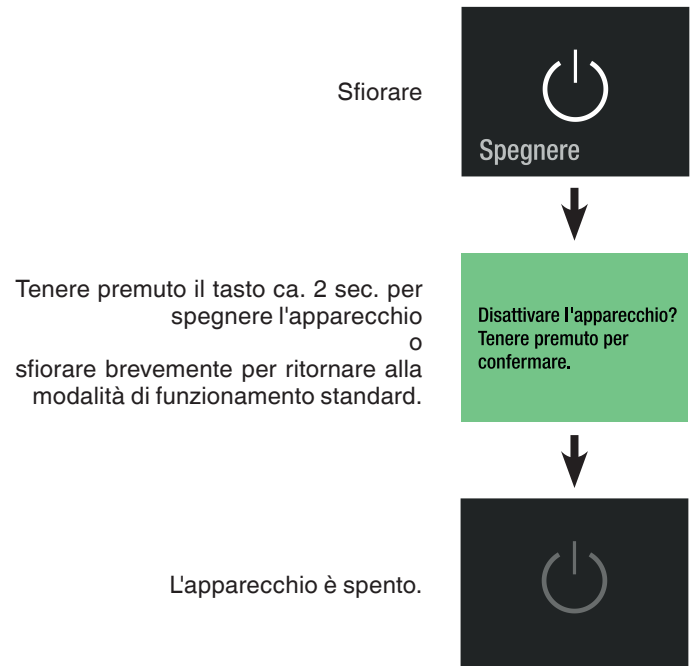 Sfiorare
Spegnere
Tenere premuto il tasto ca. 2 sec. per
spegnere l'apparecchio
o
sfiorare brevemente per ritornare alla
modalità di funzionamento standard.
Disattivare l'apparecchio?
Tenere premuto per
confermare.
L'apparecchio è spento.